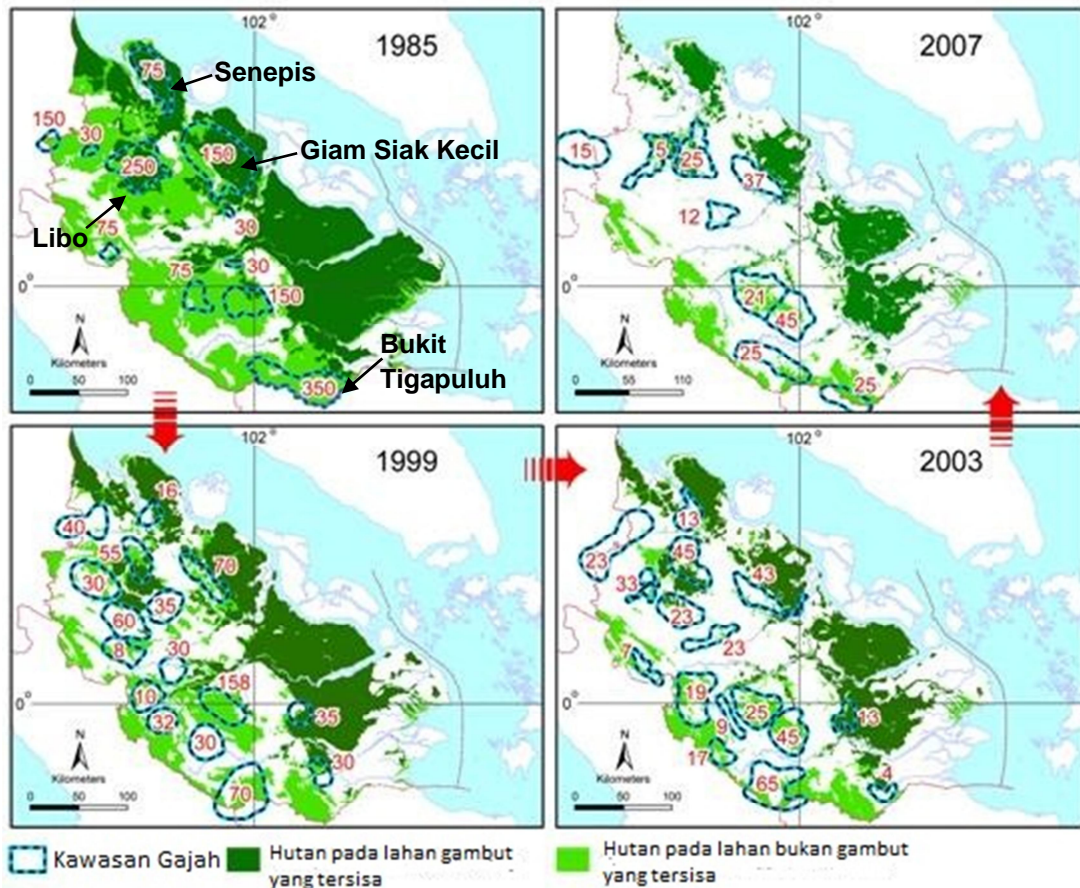 102°
1985
75
Senepis
150
30
250
150
Giam Siak Kecil
Libo
75
30
75
30
150
0°
Bukit
Tigapuluh
350
N
Kilometers
0 50 100
102°
2007
15
5
25
37
12
21
45
25
25
0°
N
Kilometers
0 55 110
102°
1999
16
40
55
30
70
35
60
8
30
10
158
32
35
30
30
70
0°
N
Kilometers
0 50 100
102°
2003
13
23
45
33
43
23
23
7
19
25
9
45
13
17
65
4
0°
N
Kilometers
0 50 100
Kawasan Gajah
Hutan pada lahan gambut
yang tersisa
Hutan pada lahan bukan gambut
yang tersisa